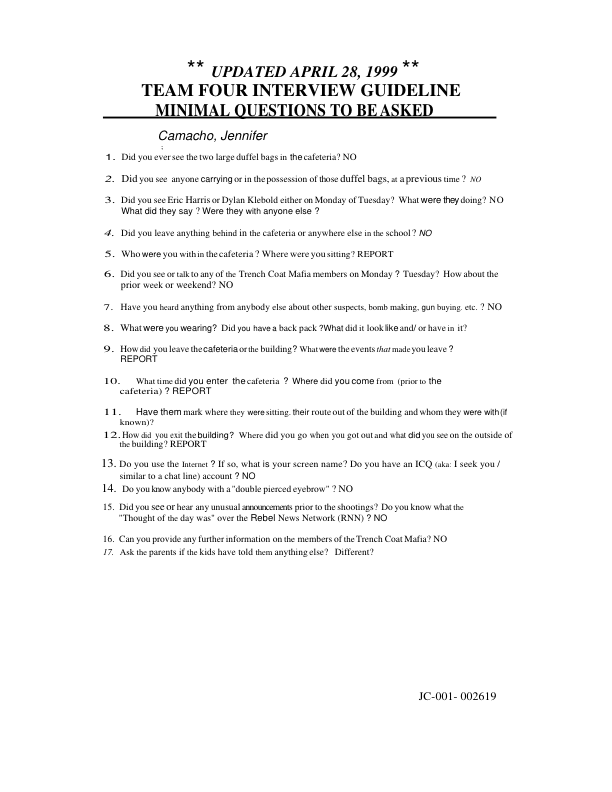 ** UPDATED APRIL 28, 1999 **
TEAM FOUR INTERVIEW GUIDELINE
MINIMAL QUESTIONS TO BE ASKED
Camacho, Jennifer
1. Did you ever see the two large duffel bags in the cafeteria? NO
2. Did you see anyone carrying or in the possession of those duffel bags, at a previous time ? NO
3. Did you see Eric Harris or Dylan Klebold either on Monday of Tuesday? What were they doing? NO
What did they say ? Were they with anyone else ?
4. Did you leave anything behind in the cafeteria or anywhere else in the school ? NO
5. Who were you with in the cafeteria ? Where were you sitting? REPORT
6. Did you see or talk to any of the Trench Coat Mafia members on Monday ? Tuesday? How about the
prior week or weekend? NO
7. Have you heard anything from anybody else about other suspects, bomb making, gun buying. etc. ? NO
8. What were you wearing? Did you have a back pack ?What did it look like and/ or have in it?
9. How did you leave the cafeteria or the building? What were the events that made you leave ?
REPORT
10. What time did you enter the cafeteria ? Where did you come from (prior to the
cafeteria) ? REPORT
11. Have them mark where they were sitting. their route out of the building and whom they were with (if
known)?
12. How did you exit the building? Where did you go when you got out and what did you see on the outside of
the building? REPORT
13. Do you use the Internet ? If so, what is your screen name? Do you have an ICQ (aka: I seek you /
similar to a chat line) account ? NO
14. Do you know anybody with a "double pierced eyebrow" ? NO
15. Did you see or hear any unusual announcements prior to the shootings? Do you know what the
"Thought of the day was" over the Rebel News Network (RNN) ? NO
16. Can you provide any further information on the members of the Trench Coat Mafia? NO
17. Ask the parents if the kids have told them anything else? Different?
JC-001- 002619